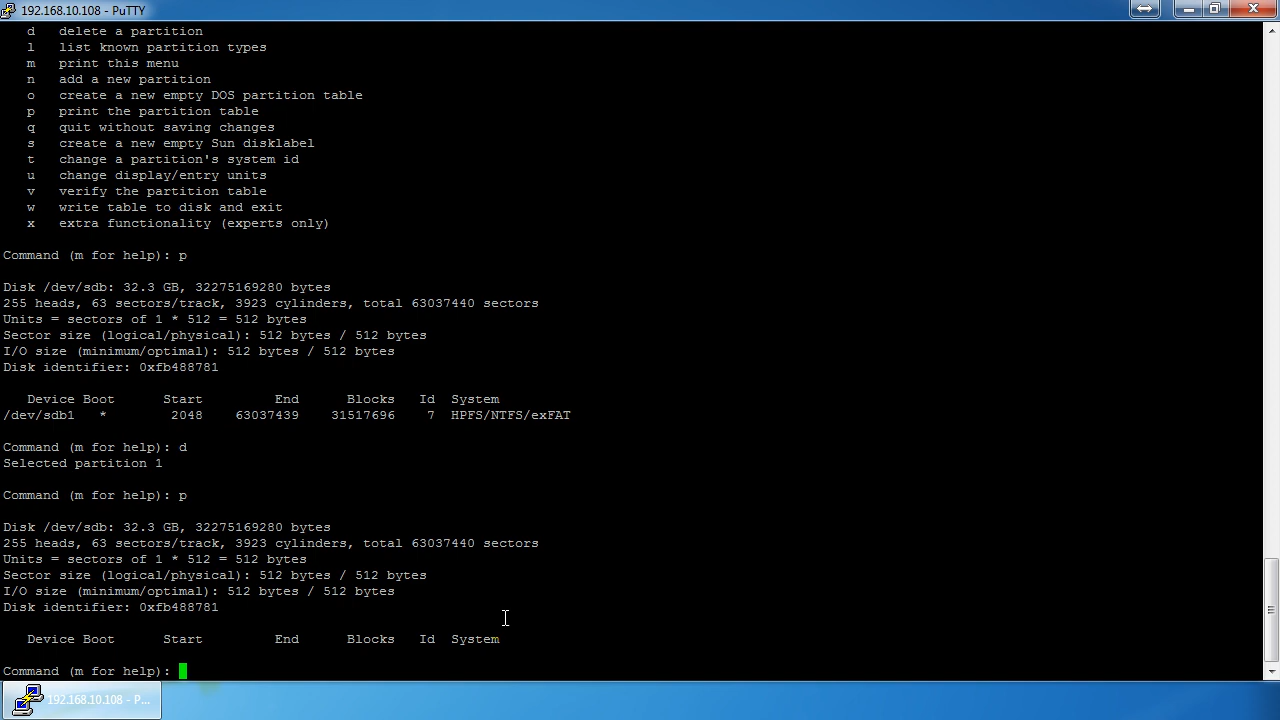 192.168.10.108 - PuTTY
d   delete a partition
l   list known partition types
m   print this menu
n   add a new partition
o   create a new empty DOS partition table
p   print the partition table
q   quit without saving changes
s   create a new empty Sun disklabel
t   change a partition's system id
u   change display/entry units
v   verify the partition table
w   write table to disk and exit
x   extra functionality (experts only)
Command (m for help): p
Disk /dev/sdb: 32.3 GB, 32275169280 bytes
255 heads, 63 sectors/track, 3923 cylinders, total 63037440 sectors
Units = sectors of 1 * 512 = 512 bytes
Sector size (logical/physical): 512 bytes / 512 bytes
I/O size (minimum/optimal): 512 bytes / 512 bytes
Disk identifier: 0xfb488781
Device Boot      Start         End      Blocks   Id  System
/dev/sdb1   *        2048    63037439    31517696    7  HPFS/NTFS/exFAT
Command (m for help): d
Selected partition 1
Command (m for help): p
Disk /dev/sdb: 32.3 GB, 32275169280 bytes
255 heads, 63 sectors/track, 3923 cylinders, total 63037440 sectors
Units = sectors of 1 * 512 = 512 bytes
Sector size (logical/physical): 512 bytes / 512 bytes
I/O size (minimum/optimal): 512 bytes / 512 bytes
Disk identifier: 0xfb488781
Device Boot      Start         End      Blocks   Id  System
Command (m for help):
192.168.10.108 - P...